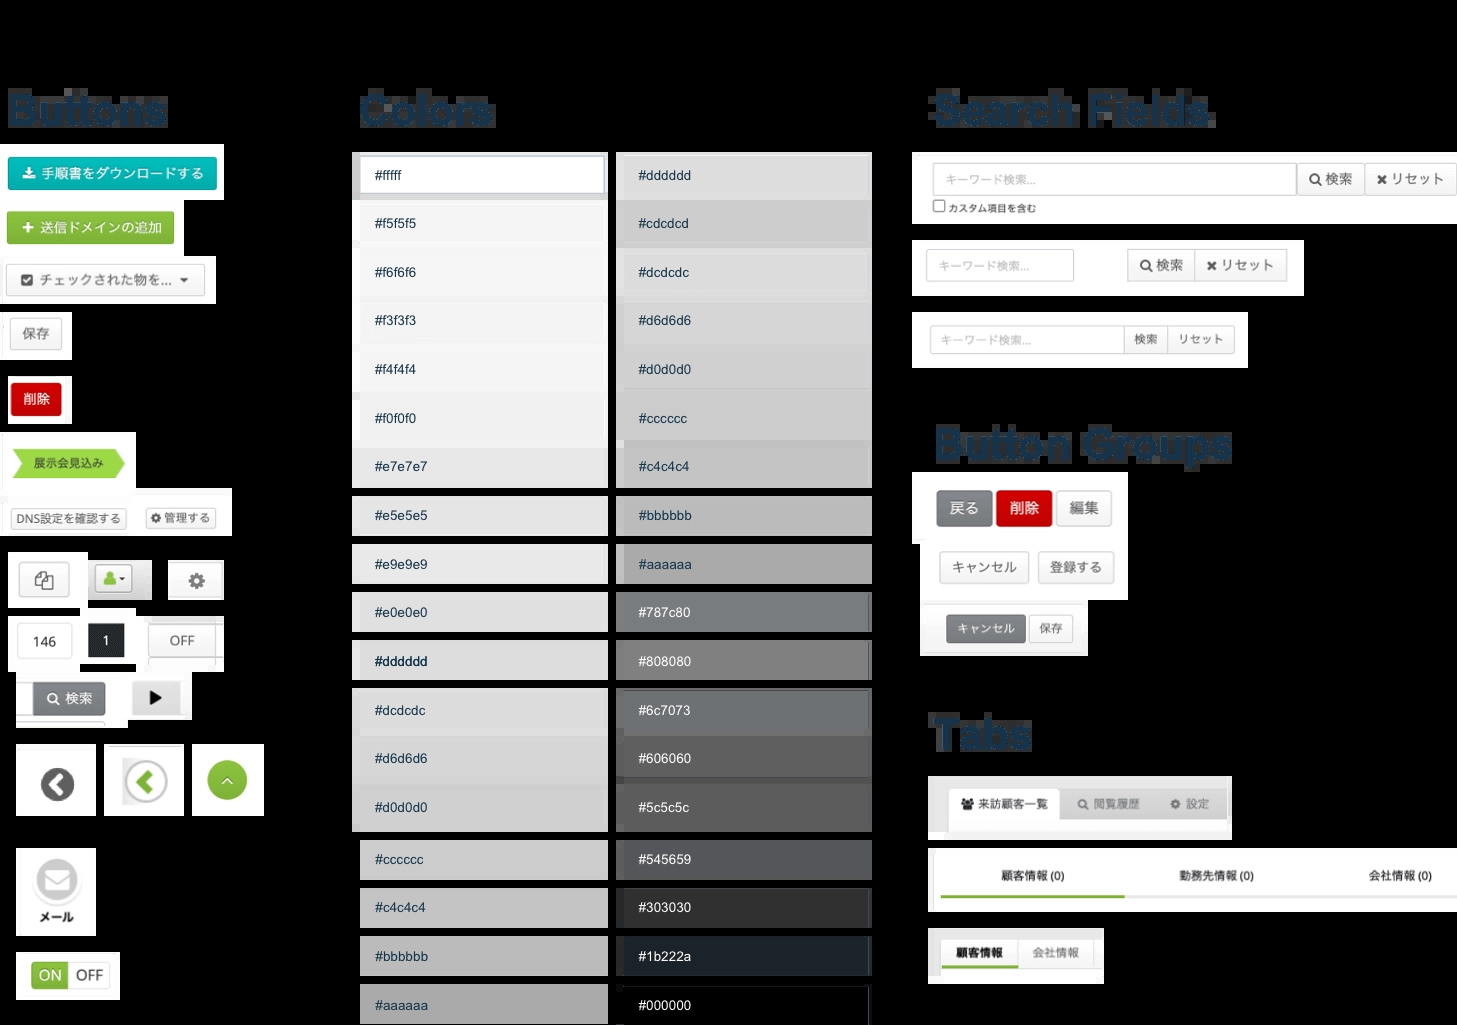 Buttons
手順書をダウンロードする
送信ドメインの追加
チェックされた物を...
保存
削除
展示会見込み
DNS設定を確認する
管理する
146
1
OFF
検索
メール
ON OFF
Colors
#fffff
#f5f5f5
#f6f6f6
#f3f3f3
#f4f4f4
#f0f0f0
#e7e7e7
#e5e5e5
#e9e9e9
#e0e0e0
#dddddd
#dcdcdc
#d6d6d6
#d0d0d0
#cccccc
#c4c4c4
#bbbbbb
#aaaaaa
#dddddd
#cdcdcd
#dcdcdc
#d6d6d6
#d0d0d0
#cccccc
#c4c4c4
#bbbbbb
#aaaaaa
#787c80
#808080
#6c7073
#606060
#5c5c5c
#545659
#303030
#1b222a
#000000
Search Fields
キーワード検索...
検索
リセット
カスタム項目を含む
キーワード検索...
検索
リセット
キーワード検索...
検索
リセット
Button Groups
戻る
削除
編集
キャンセル
登録する
キャンセル
保存
Tabs
来訪顧客一覧
閲覧履歴
設定
顧客情報 (0)
勤務先情報 (0)
会社情報 (0)
顧客情報
会社情報